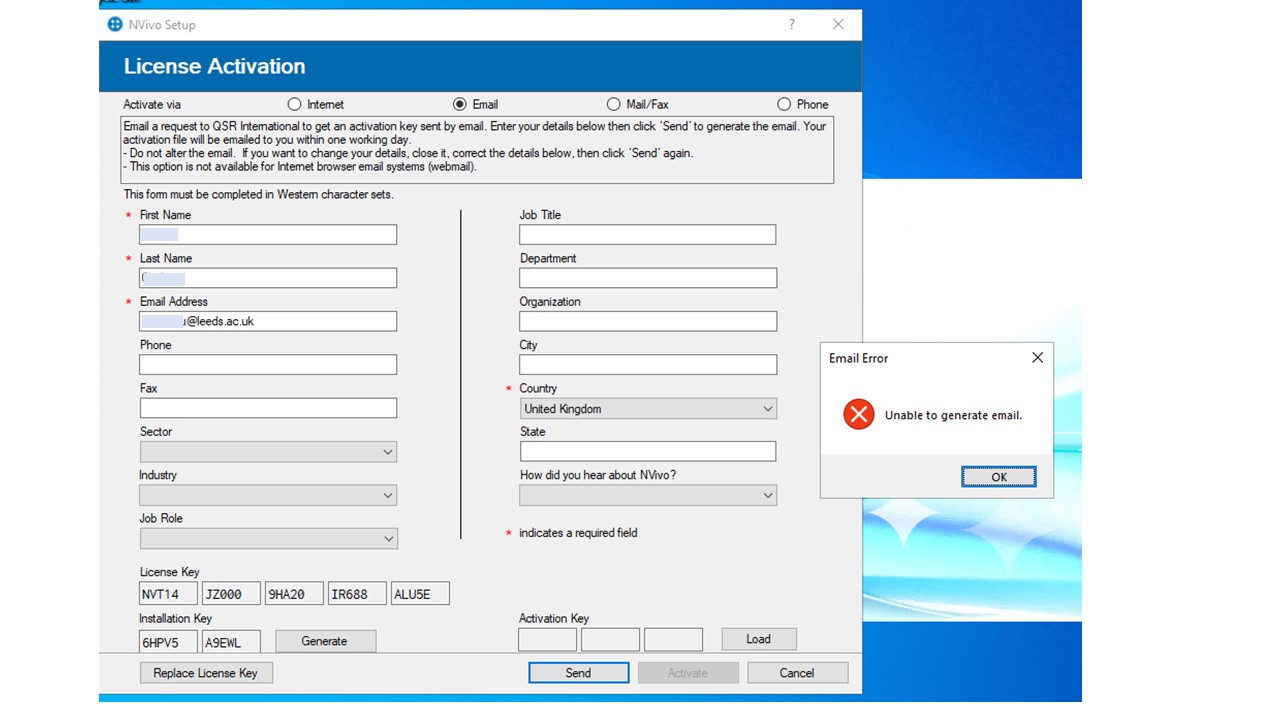 NVivo Setup
?
License Activation
Activate via Internet Email Mail/Fax Phone
Email a request to QSR International to get an activation key sent by email. Enter your details below then click 'Send' to generate the email. Your
activation file will be emailed to you within one working day.
- Do not alter the email. If you want to change your details, close it, correct the details below, then click 'Send' again.
- This option is not available for Internet browser email systems (webmail).
This form must be completed in Western character sets.
* First Name
* Last Name
* Email Address
@leeds.ac.uk
Phone
Fax
Sector
Industry
Job Role
Job Title
Department
Organization
City
* Country
United Kingdom
State
How did you hear about NVivo?
* indicates a required field
License Key
NVT14 JZ000 9HA20 IR688 ALU5E
Installation Key
6HPV5 A9EWL Generate
Activation Key
Load
Replace License Key Send Activate Cancel
Email Error
Unable to generate email.
OK